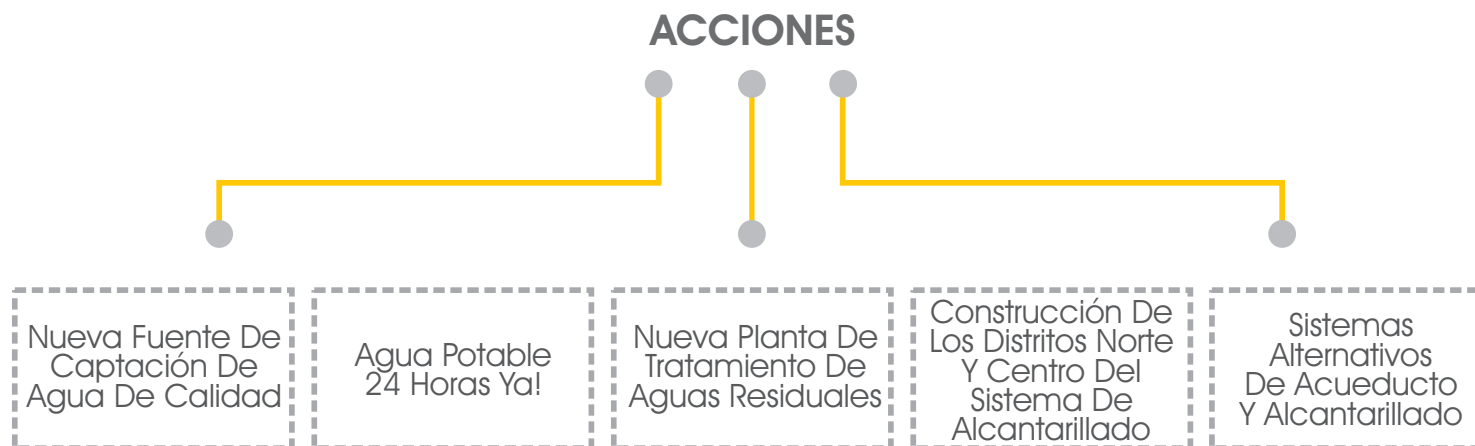 ACCIONES
Nueva Fuente De
Captación De
Agua De Calidad
Agua Potable
24 Horas Ya!
Nueva Planta De
Tratamiento De
Aguas Residuales
Construcción De
Los Distritos Norte
Y Centro Del
Sistema De
Alcantarillado
Sistemas
Alternativos
De Acueducto
Y Alcantarillado